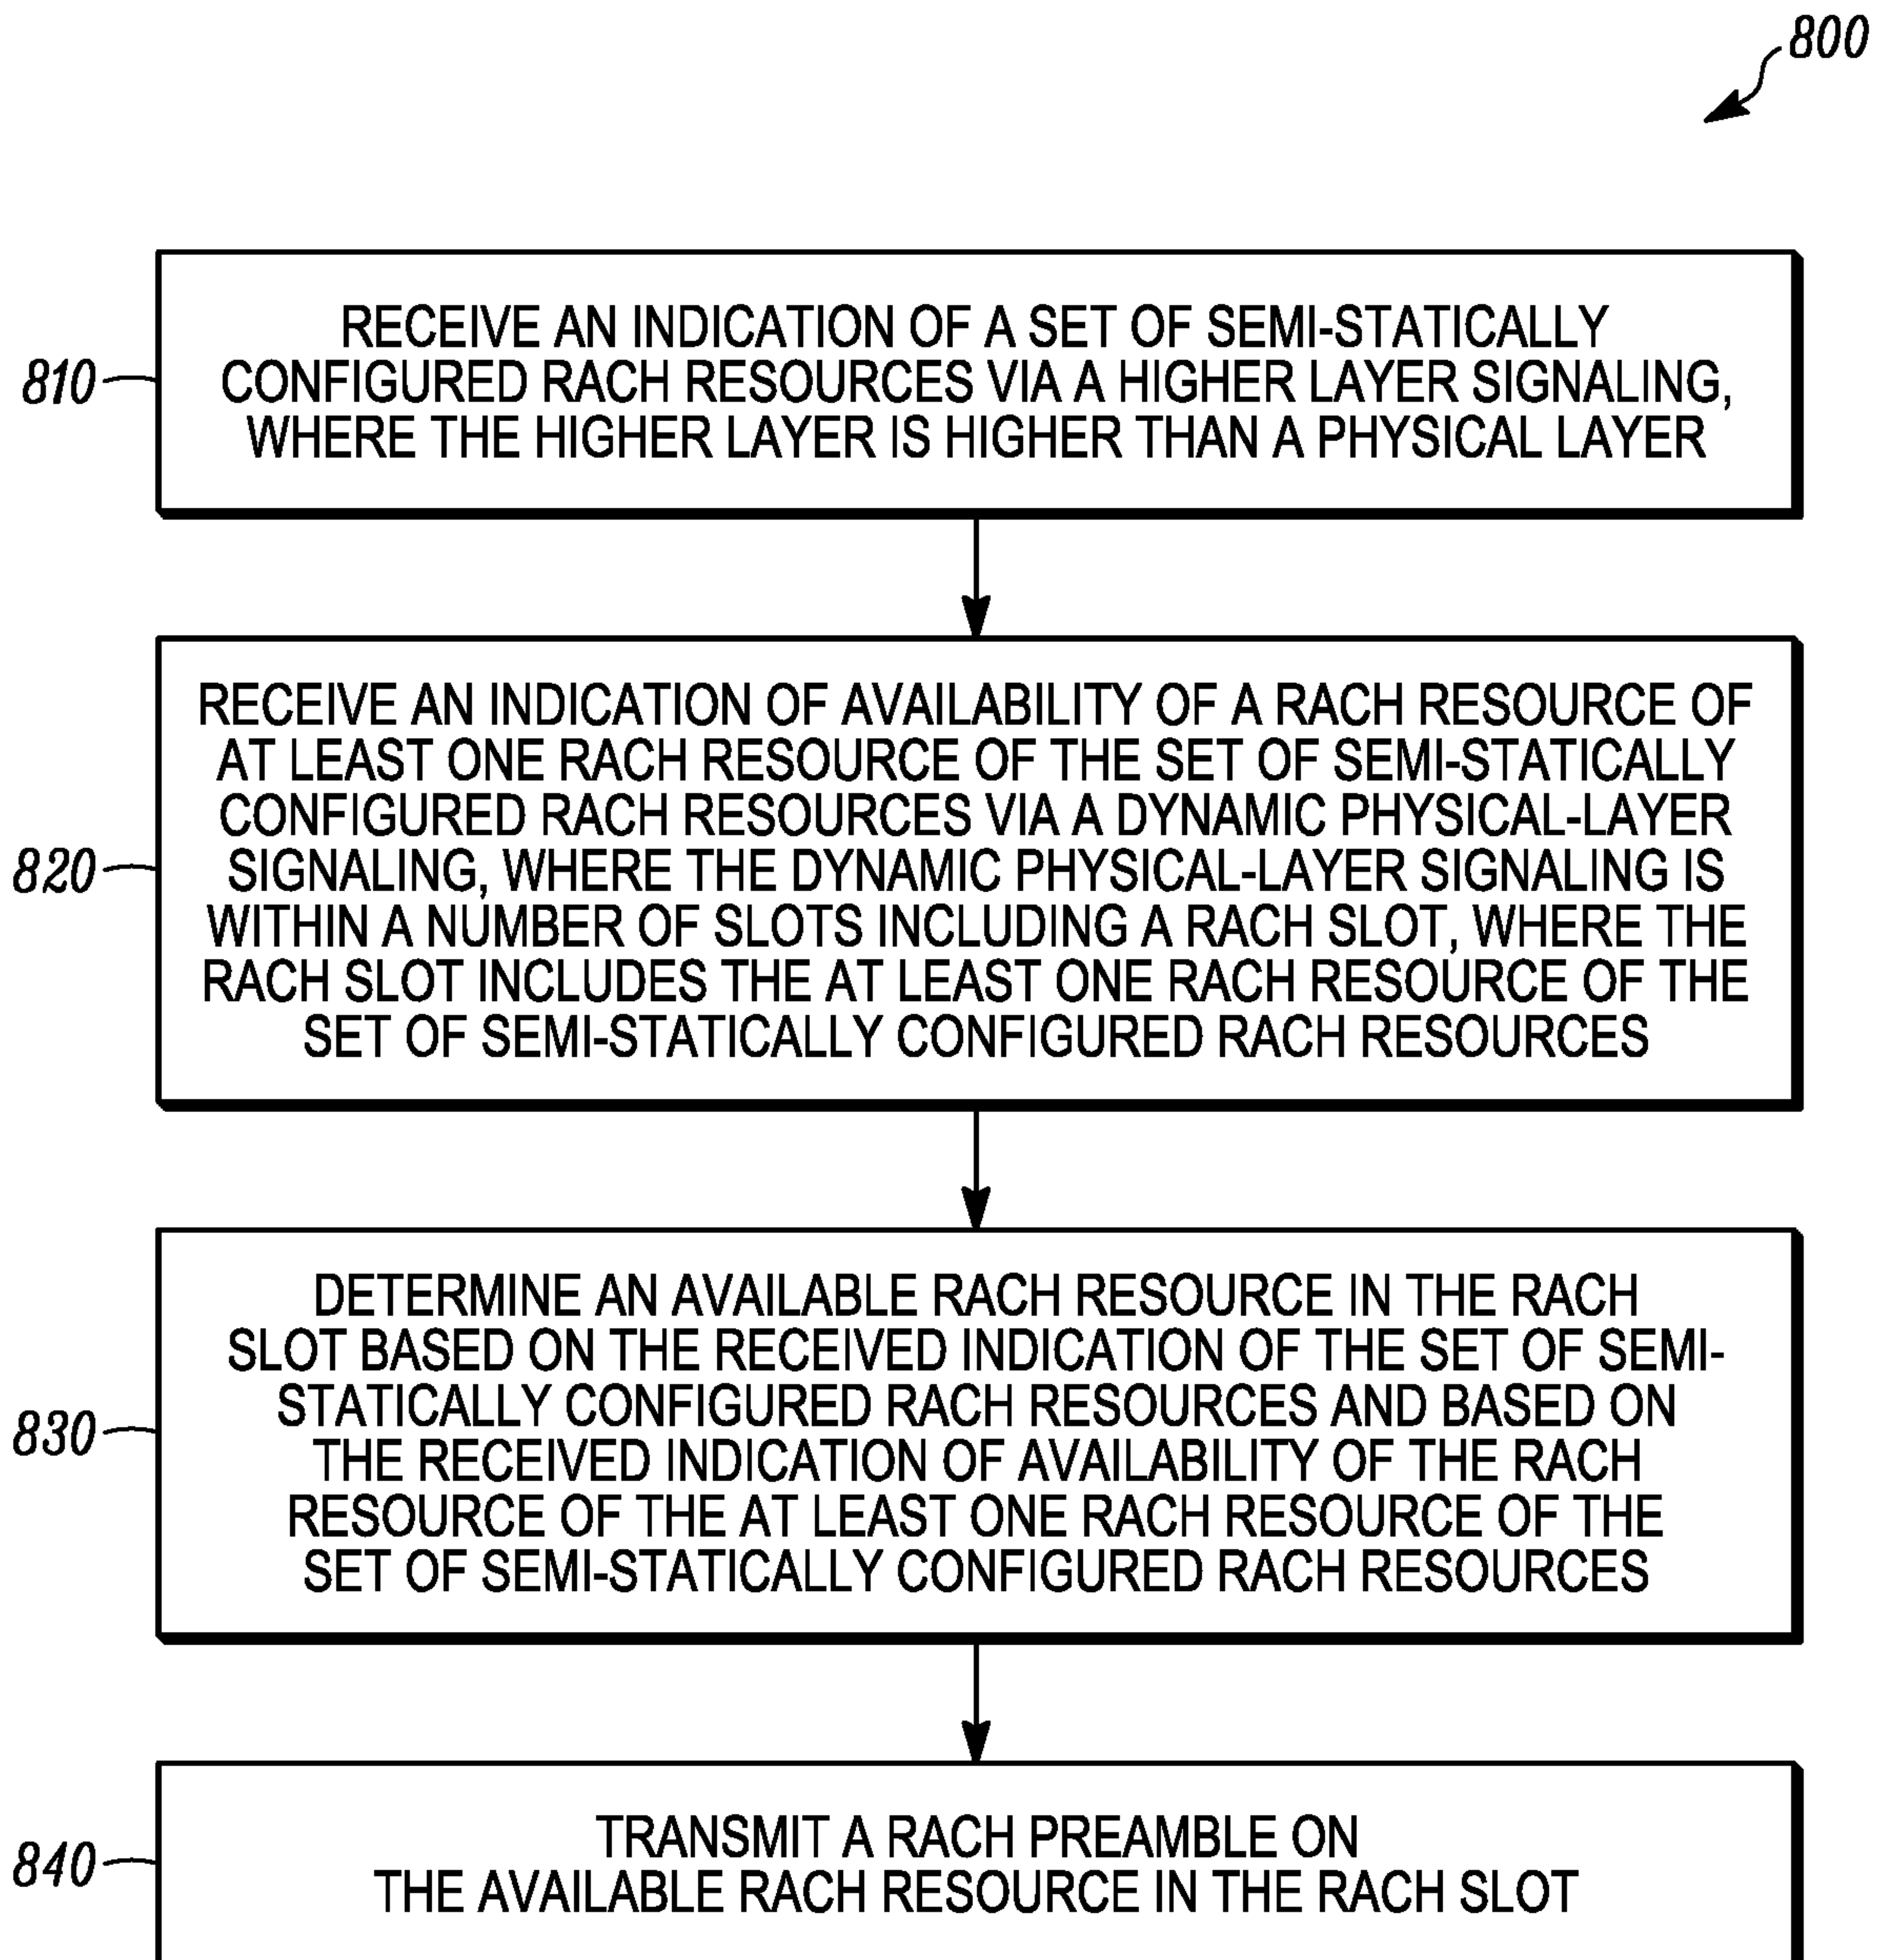 800
RECEIVE AN INDICATION OF A SET OF SEMI-STATICALLY
CONFIGURED RACH RESOURCES VIA A HIGHER LAYER SIGNALING,
WHERE THE HIGHER LAYER IS HIGHER THAN A PHYSICAL LAYER
810
RECEIVE AN INDICATION OF AVAILABILITY OF A RACH RESOURCE OF
AT LEAST ONE RACH RESOURCE OF THE SET OF SEMI-STATICALLY
CONFIGURED RACH RESOURCES VIA A DYNAMIC PHYSICAL-LAYER
SIGNALING, WHERE THE DYNAMIC PHYSICAL-LAYER SIGNALING IS
WITHIN A NUMBER OF SLOTS INCLUDING A RACH SLOT, WHERE THE
RACH SLOT INCLUDES THE AT LEAST ONE RACH RESOURCE OF THE
SET OF SEMI-STATICALLY CONFIGURED RACH RESOURCES
820
DETERMINE AN AVAILABLE RACH RESOURCE IN THE RACH
SLOT BASED ON THE RECEIVED INDICATION OF THE SET OF SEMI-
STATICALLY CONFIGURED RACH RESOURCES AND BASED ON
THE RECEIVED INDICATION OF AVAILABILITY OF THE RACH
RESOURCE OF THE AT LEAST ONE RACH RESOURCE OF THE
SET OF SEMI-STATICALLY CONFIGURED RACH RESOURCES
830
TRANSMIT A RACH PREAMBLE ON
THE AVAILABLE RACH RESOURCE IN THE RACH SLOT
840